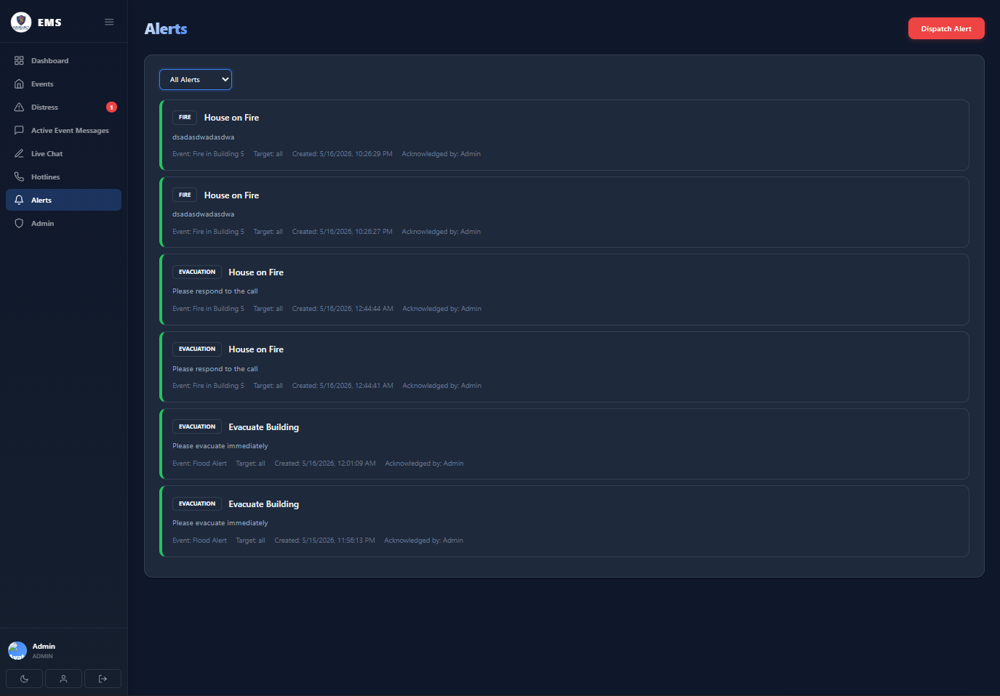 EMS
Dashboard
Events
Distress 1
Active Event Messages
Live Chat
Hotlines
Alerts
Admin
Admin
ADMIN
Alerts
Dispatch Alert
All Alerts
FIRE House on Fire
dsadasdwadasdwa
Event: Fire in Building 5 Target: all Created: 5/16/2026, 10:26:29 PM Acknowledged by: Admin
FIRE House on Fire
dsadasdwadasdwa
Event: Fire in Building 5 Target: all Created: 5/16/2026, 10:26:27 PM Acknowledged by: Admin
EVACUATION House on Fire
Please respond to the call
Event: Fire in Building 5 Target: all Created: 5/16/2026, 12:44:44 AM Acknowledged by: Admin
EVACUATION House on Fire
Please respond to the call
Event: Fire in Building 5 Target: all Created: 5/16/2026, 12:44:41 AM Acknowledged by: Admin
EVACUATION Evacuate Building
Please evacuate immediately
Event: Flood Alert Target: all Created: 5/16/2026, 12:01:09 AM Acknowledged by: Admin
EVACUATION Evacuate Building
Please evacuate immediately
Event: Flood Alert Target: all Created: 5/15/2026, 11:56:13 PM Acknowledged by: Admin